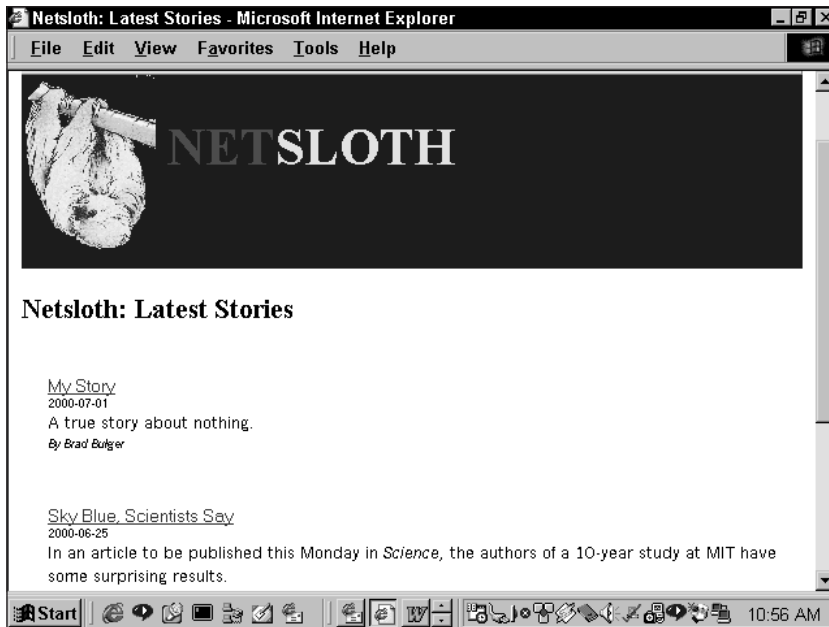 Netsloth: Latest Stories - Microsoft Internet Explorer
File Edit View Favorites Tools Help
NETSLOTH
Netsloth: Latest Stories
My Story
2000-07-01
A true story about nothing.
By Brad Bulger
Sky Blue, Scientists Say
2000-06-25
In an article to be published this Monday in Science, the authors of a 10-year study at MIT have
some surprising results.
Start 10:56 AM